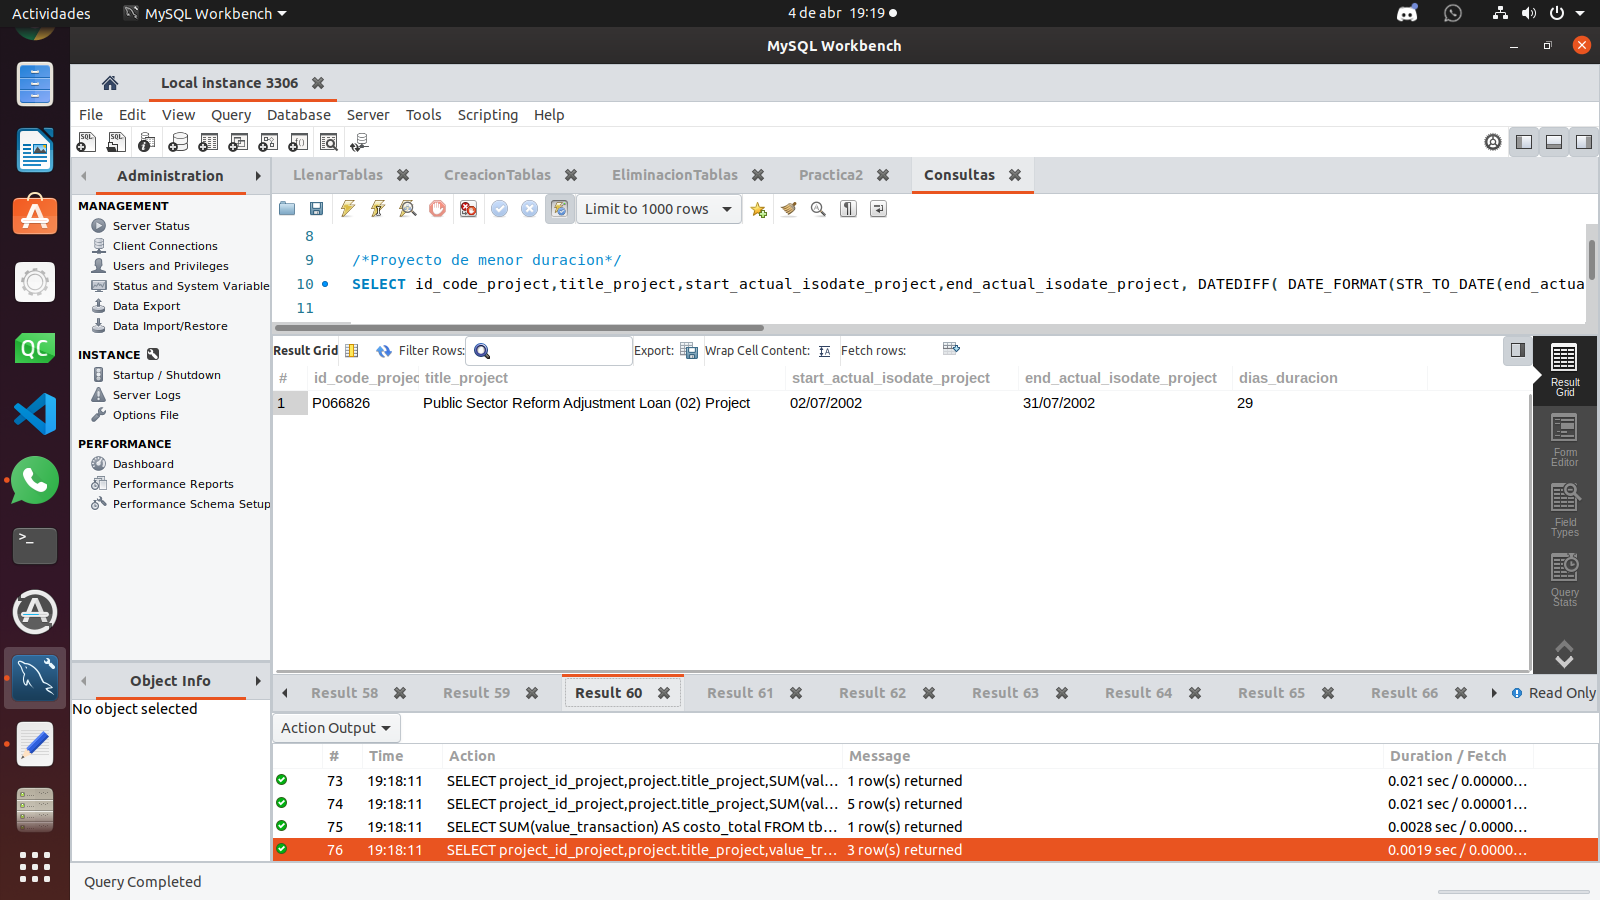 Actividades
MySQL Workbench
4 de abr 19:19
MySQL Workbench
Local instance 3306
File Edit View Query Database Server Tools Scripting Help
Administration
LlenarTablas
CreacionTablas
EliminacionTablas
Practica2
Consultas
MANAGEMENT
Server Status
Client Connections
Users and Privileges
Status and System Variable
Data Export
Data Import/Restore
INSTANCE
Startup / Shutdown
Server Logs
Options File
PERFORMANCE
Dashboard
Performance Reports
Performance Schema Setup
Object Info
No object selected
Limit to 1000 rows
8
9 /*Proyecto de menor duracion*/
10 SELECT id_code_project,title_project,start_actual_isodate_project,end_actual_isodate_project, DATEDIFF( DATE_FORMAT(STR_TO_DATE(end_actua
11
Result Grid Filter Rows: Export: Wrap Cell Content: Fetch rows:
# id_code_projec title_project start_actual_isodate_project end_actual_isodate_project dias_duracion
1 P066826 Public Sector Reform Adjustment Loan (02) Project 02/07/2002 31/07/2002 29
Result Grid
Form Editor
Field Types
Query Stats
Result 58 Result 59 Result 60 Result 61 Result 62 Result 63 Result 64 Result 65 Result 66 Read Only
Action Output
# Time Action Message Duration / Fetch
73 19:18:11 SELECT project_id_project,project.title_project,SUM(val... 1 row(s) returned 0.021 sec / 0.00000...
74 19:18:11 SELECT project_id_project,project.title_project,SUM(val... 5 row(s) returned 0.021 sec / 0.00001...
75 19:18:11 SELECT SUM(value_transaction) AS costo_total FROM tb... 1 row(s) returned 0.0028 sec / 0.0000...
76 19:18:11 SELECT project_id_project,project.title_project,value_tr... 3 row(s) returned 0.0019 sec / 0.0000...
Query Completed